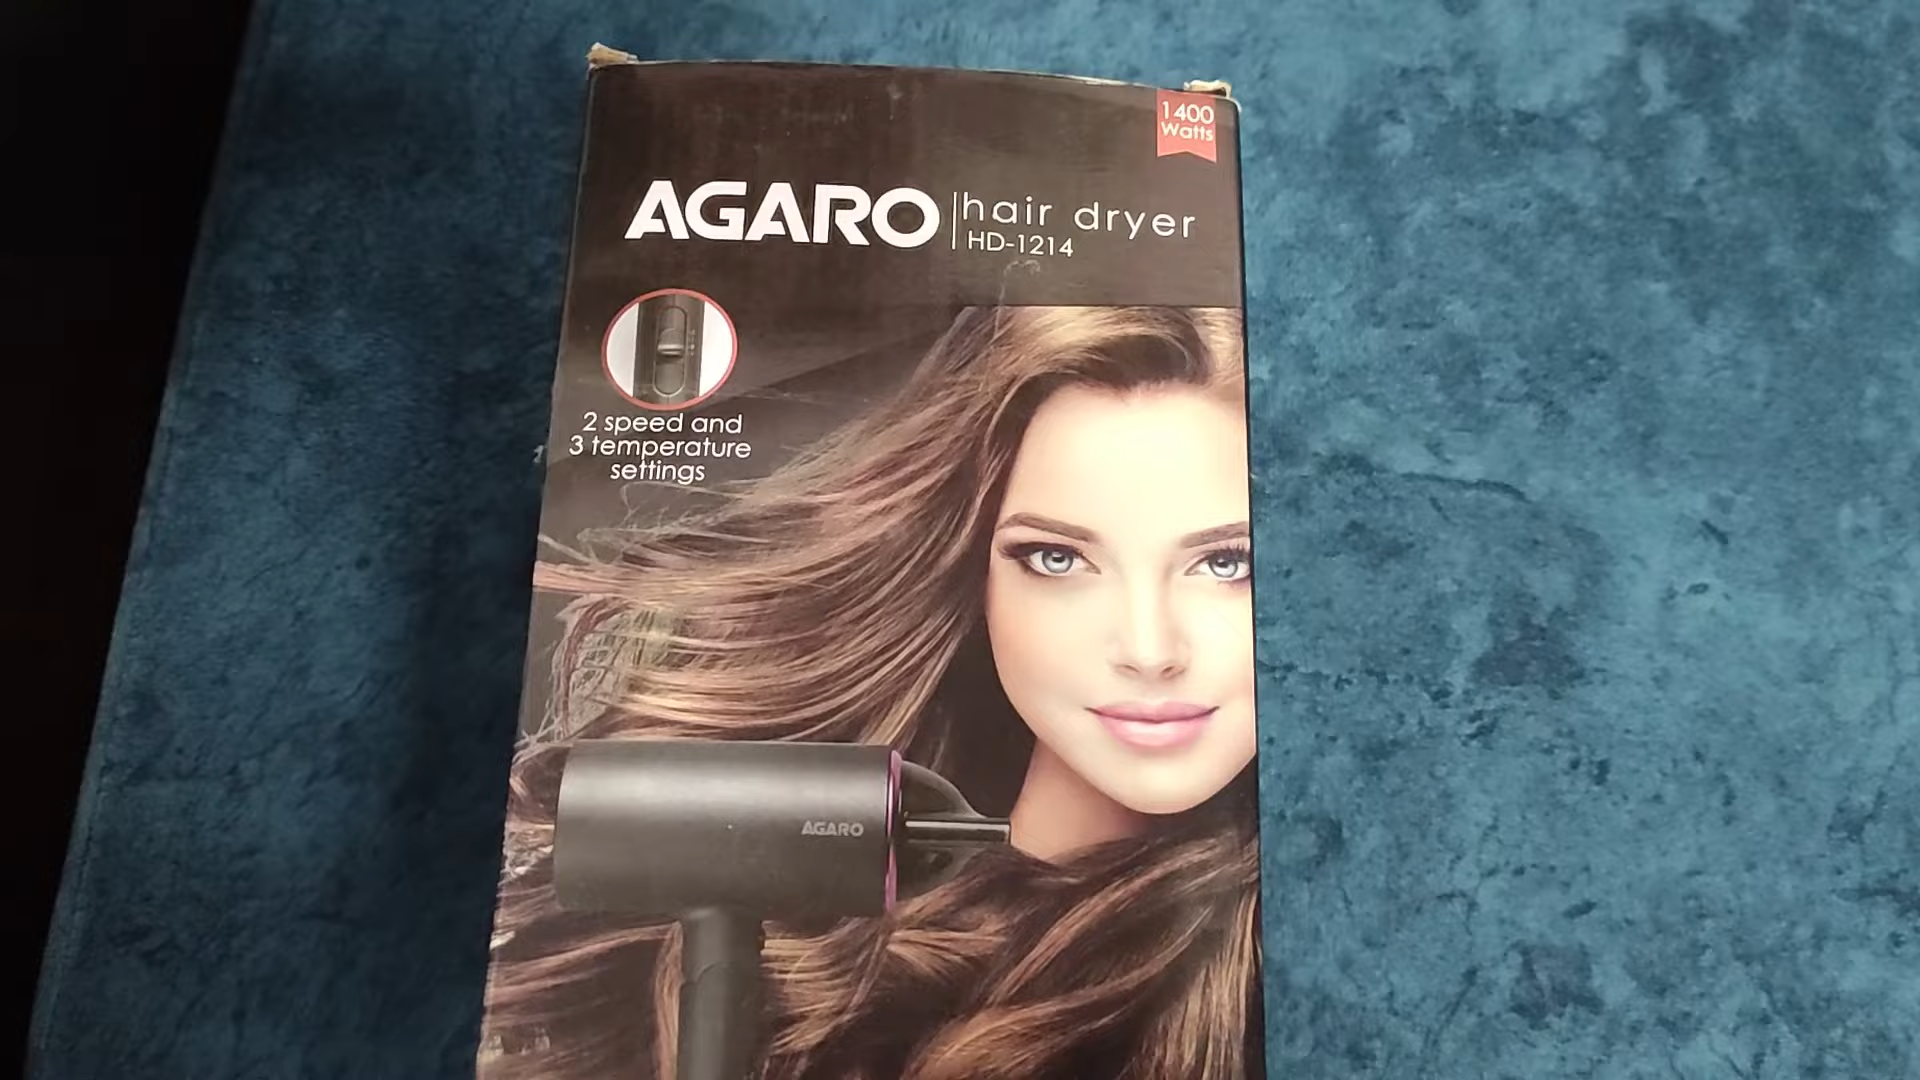 1400
Watts
AGARO hair dryer
HD-1214
2 speed and
3 temperature
settings
AGARO